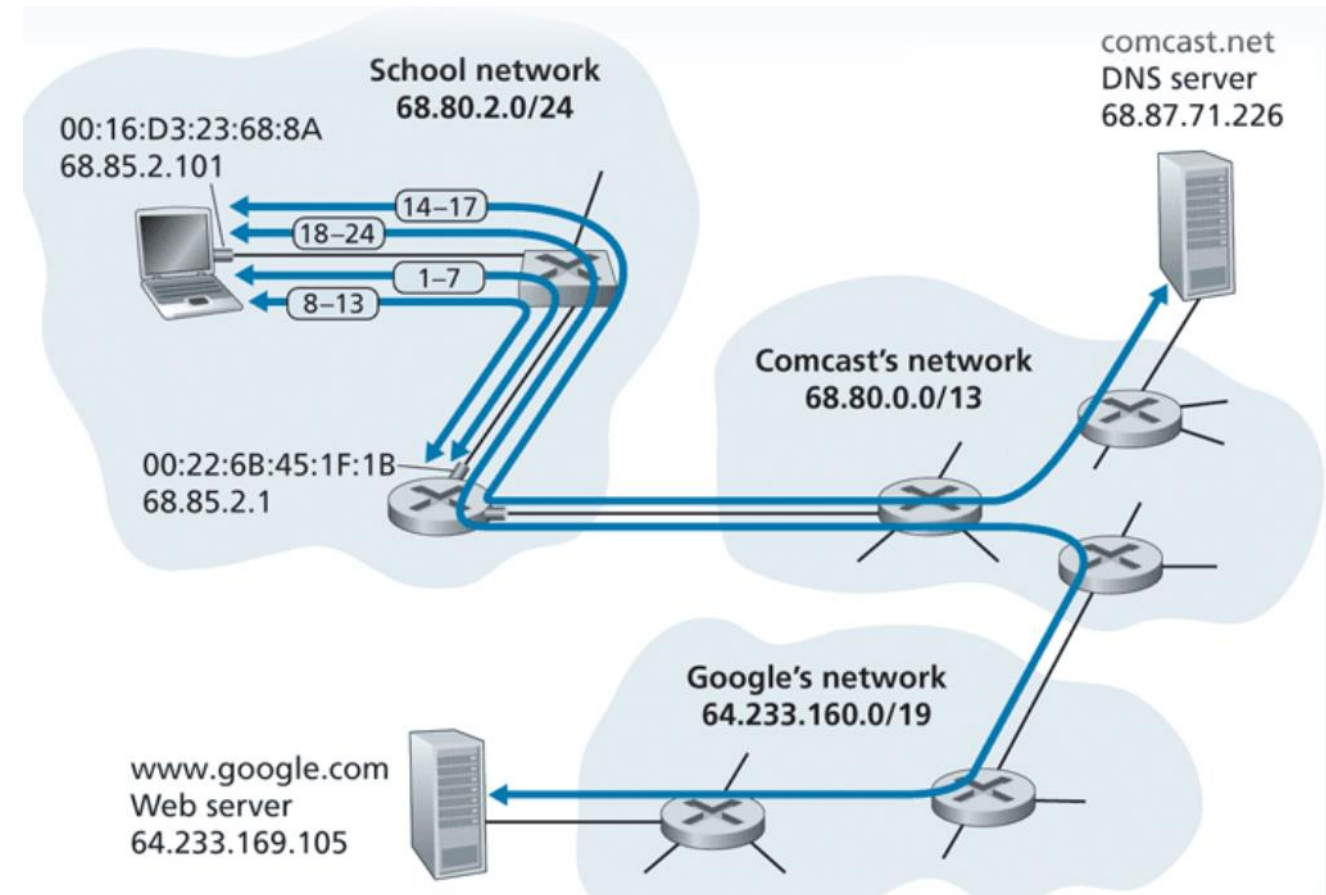 School network
68.80.2.0/24
comcast.net
DNS server
68.87.71.226
00:16:D3:23:68:8A
68.85.2.101
14–17
18–24
1–7
8–13
Comcast's network
68.80.0.0/13
00:22:6B:45:1F:1B
68.85.2.1
Google's network
64.233.160.0/19
www.google.com
Web server
64.233.169.105